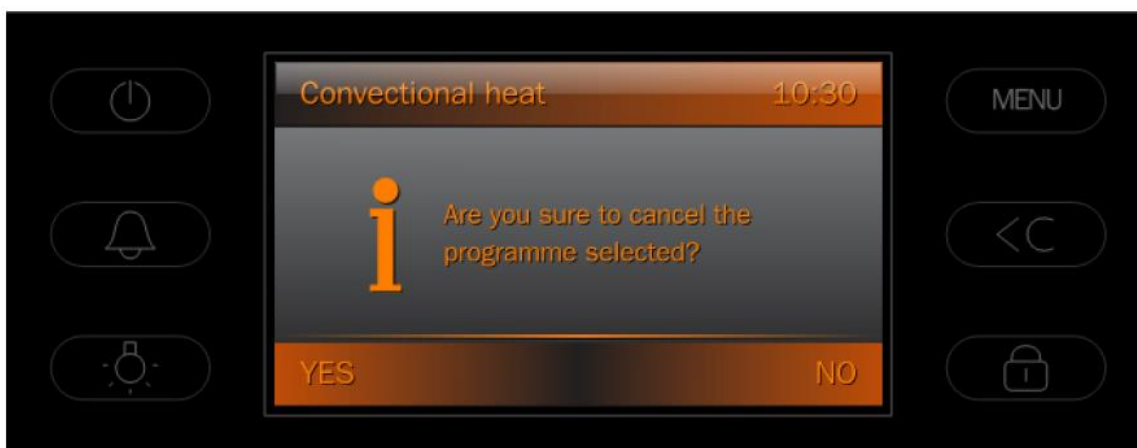 Convectional heat 10:30
MENU
Are you sure to cancel the
programme selected?
<C
YES NO